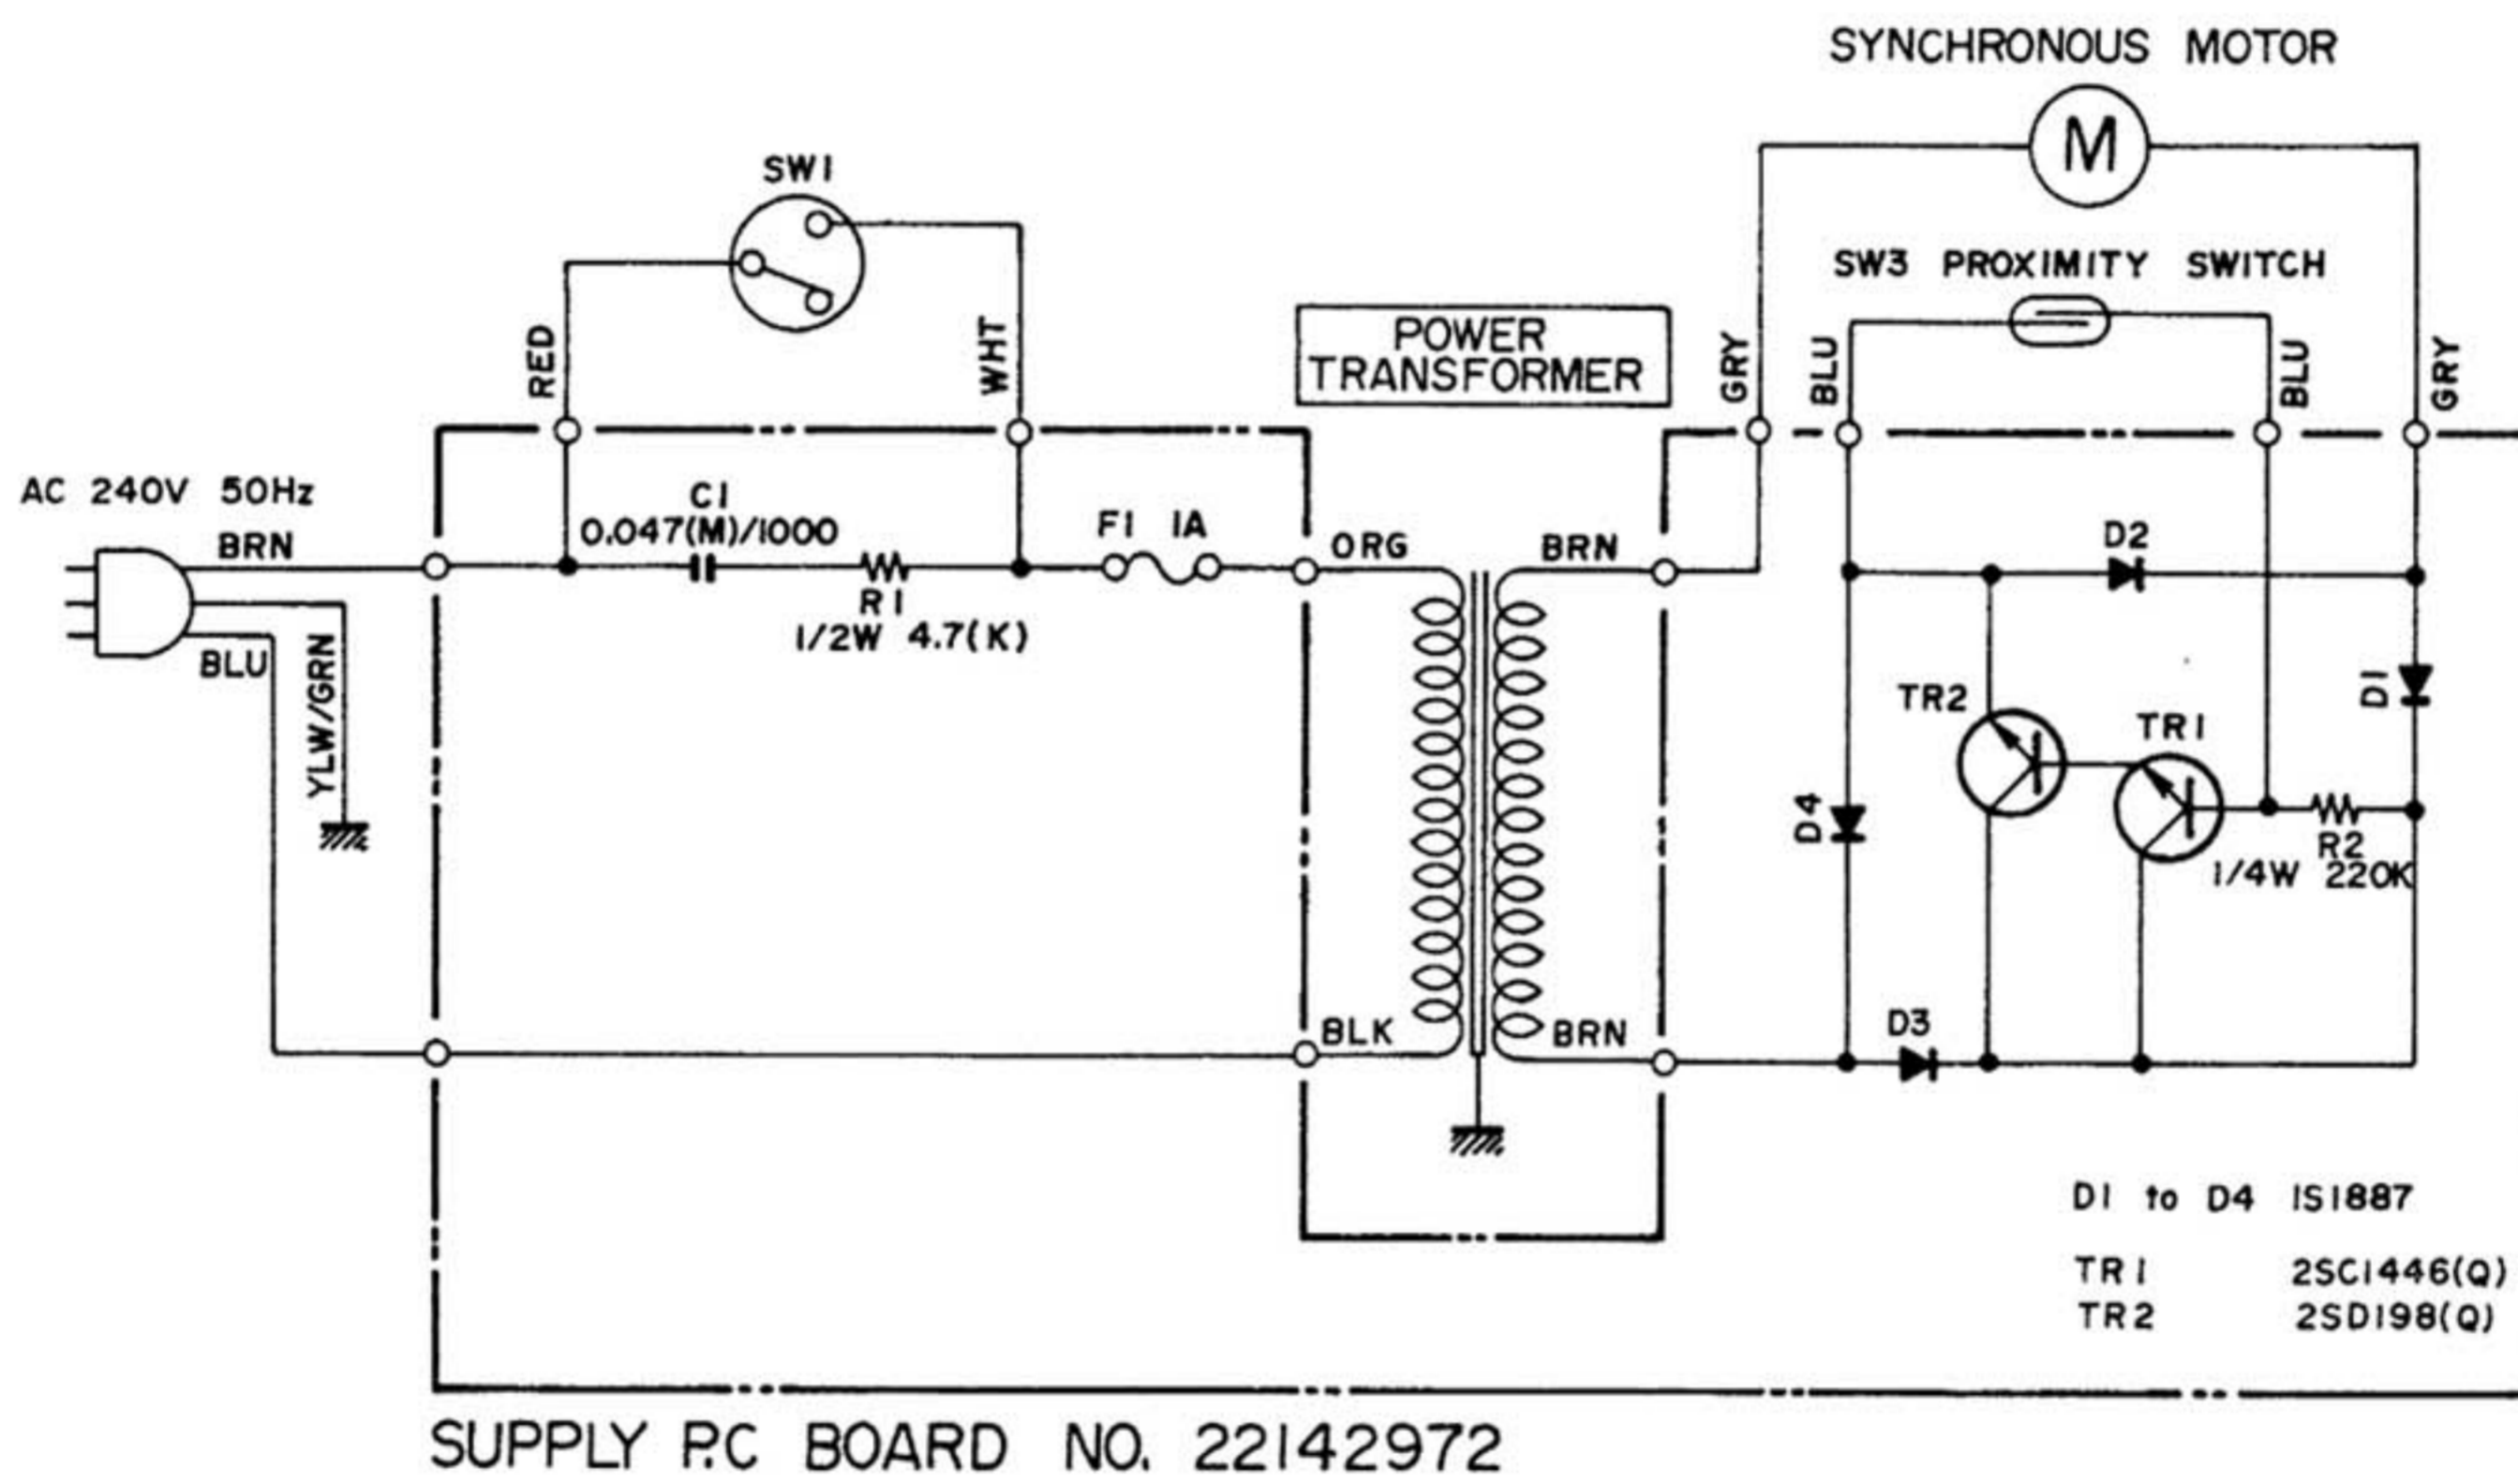 SYNCHRONOUS MOTOR
M
SW1
SW3 PROXIMITY SWITCH
POWER
TRANSFORMER
RED
WHT
GRY
BLU
BLU
GRY
AC 240V 50Hz
BRN
BLU
YLW/GRN
C1
0.047(M)/1000
R1
1/2W 4.7(K)
F1 1A
ORG
BRN
BLK
BRN
D2
D1
TR2
TR1
D4
R2
1/4W 220K
D3
D1 to D4 1S1887
TR1 2SC1446(Q)
TR2 2SD198(Q)
SUPPLY P.C BOARD NO. 22142972